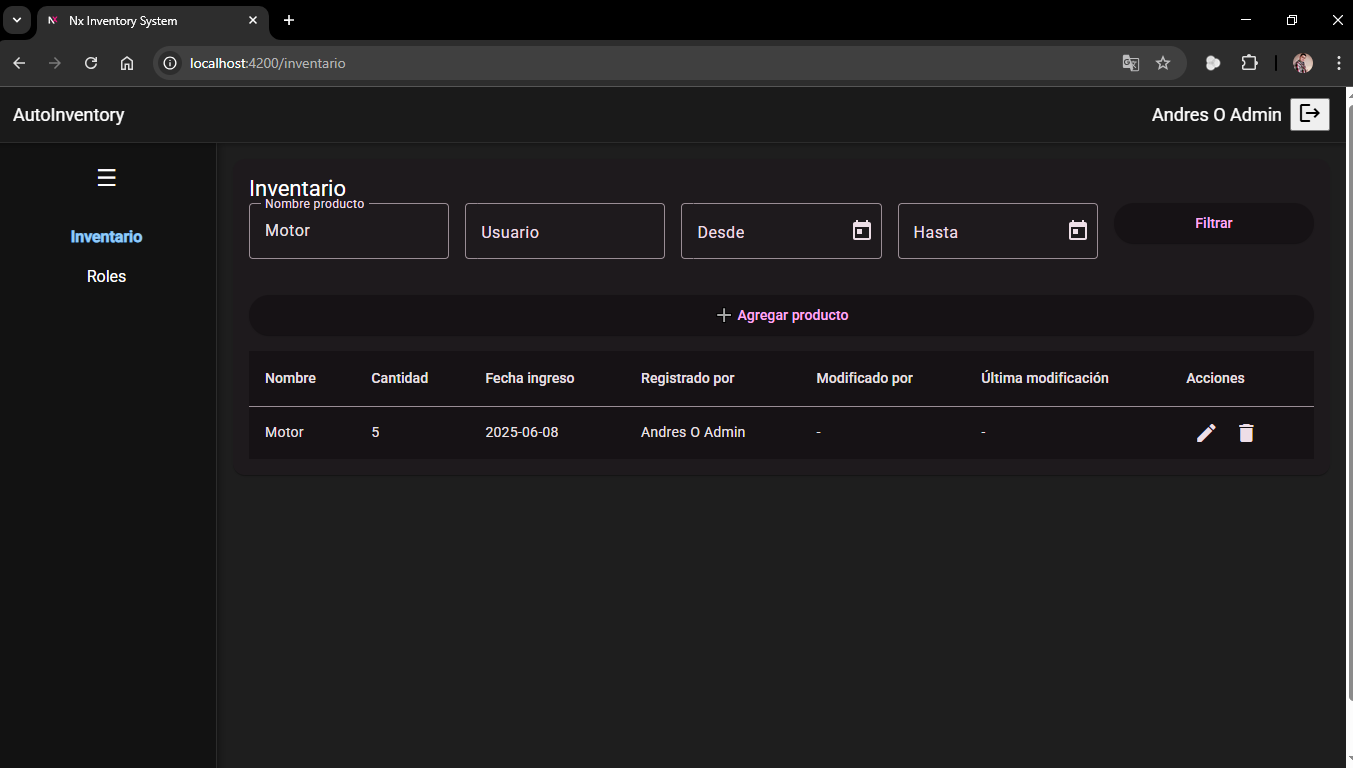 Nx Inventory System
localhost:4200/inventario
AutoInventory
Andres O Admin
Inventario
Roles
Inventario
Nombre producto
Motor
Usuario
Desde
Hasta
Filtrar
Agregar producto
Nombre Cantidad Fecha ingreso Registrado por Modificado por Última modificación Acciones
Motor 5 2025-06-08 Andres O Admin - -